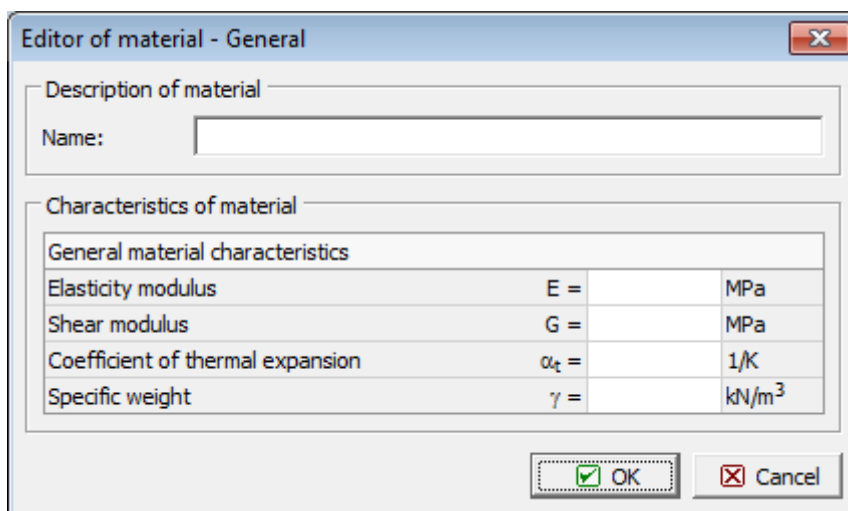 Editor of material - General
Description of material
Name:
Characteristics of material
General material characteristics
Elasticity modulus E = MPa
Shear modulus G = MPa
Coefficient of thermal expansion αt = 1/K
Specific weight γ = kN/m³
OK Cancel